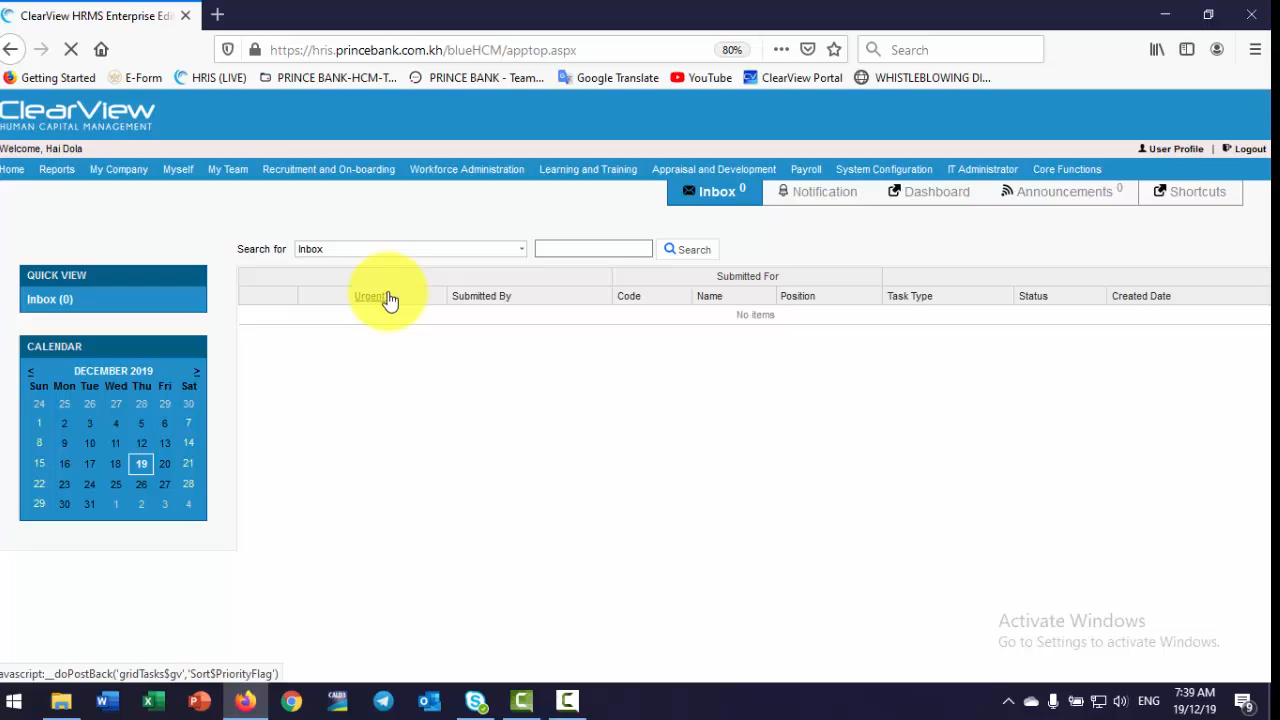 ClearView HRMS Enterprise Edi
https://hris.princebank.com.kh/blueHCM/apptop.aspx
80%
Search
Getting Started
E-Form
HRIS (LIVE)
PRINCE BANK-HCM-T...
PRINCE BANK - Team...
Google Translate
YouTube
ClearView Portal
WHISTLEBLOWING DI...
ClearView
HUMAN CAPITAL MANAGEMENT
Welcome, Hai Dola
User Profile | Logout
Home Reports My Company Myself My Team Recruitment and On-boarding Workforce Administration Learning and Training Appraisal and Development Payroll System Configuration IT Administrator Core Functions
Inbox 0 Notification Dashboard Announcements 0 Shortcuts
Search for Inbox Search
QUICK VIEW
Inbox (0)
Submitted For
Urgent Submitted By Code Name Position Task Type Status Created Date
No items
CALENDAR
< DECEMBER 2019 >
Sun Mon Tue Wed Thu Fri Sat
24 25 26 27 28 29 30
1 2 3 4 5 6 7
8 9 10 11 12 13 14
15 16 17 18 19 20 21
22 23 24 25 26 27 28
29 30 31 1 2 3 4
Activate Windows
Go to Settings to activate Windows.
avascript:__doPostBack('gridTasks$gv','Sort$PriorityFlag')
CALD3
ENG
7:39 AM
19/12/19
9